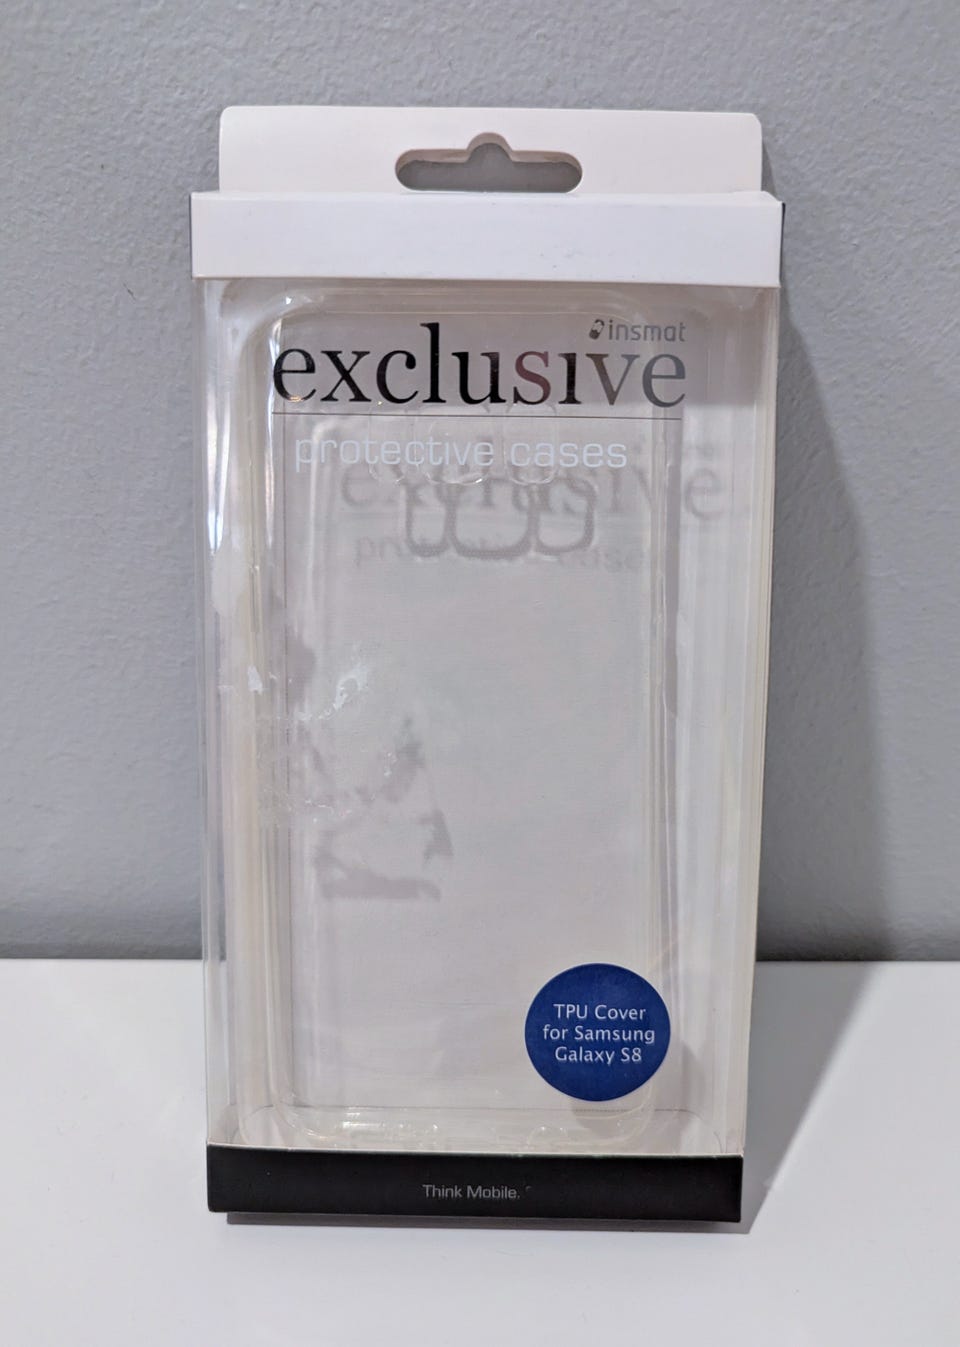 insmat
exclusive
protective cases
TPU Cover
for Samsung
Galaxy S8
Think Mobile.